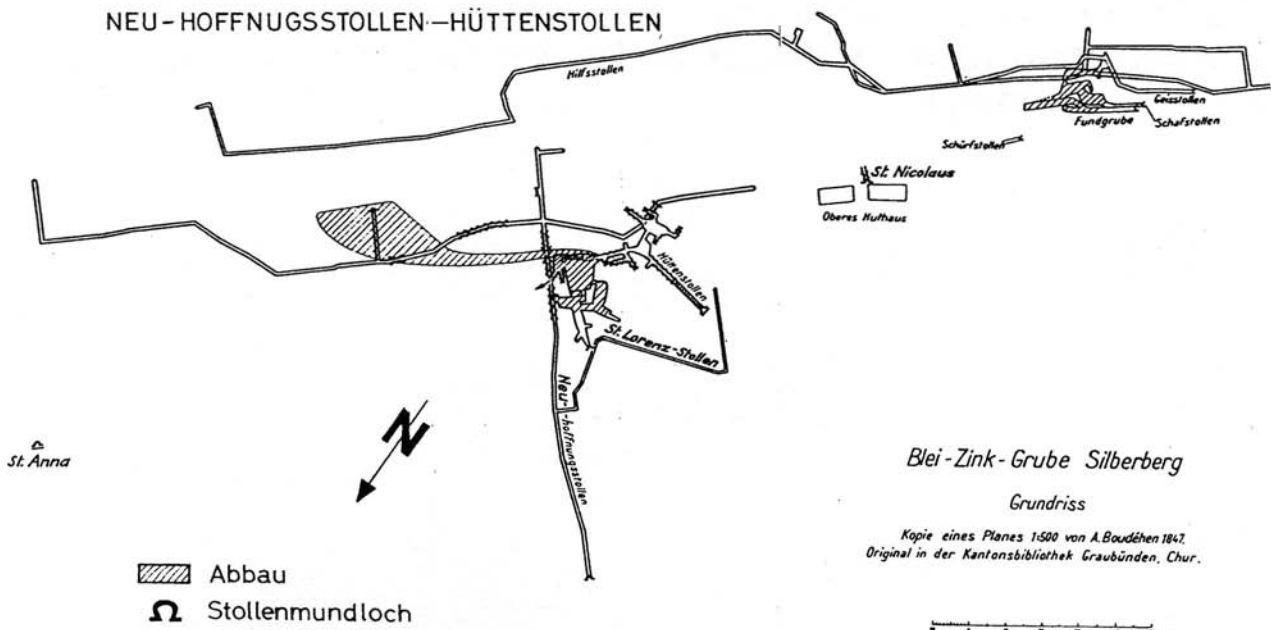 NEU-HOFFNUGSSTOLLEN—HÜTTENSTOLLEN
Hilfsstollen
Geisstollen
Fundgrube
Schafstollen
Schürfstollen
St. Nicolaus
Oberes Huthaus
Hüttenstollen
St. Lorenz-Stollen
Neu-
-hoffnungsstollen
N
St. Anna
Blei-Zink-Grube Silberberg
Grundriss
Kopie eines Planes 1:500 von A. Boudéhen 1847.
Original in der Kantonsbibliothek Graubünden, Chur.
Abbau
Stollenmundloch